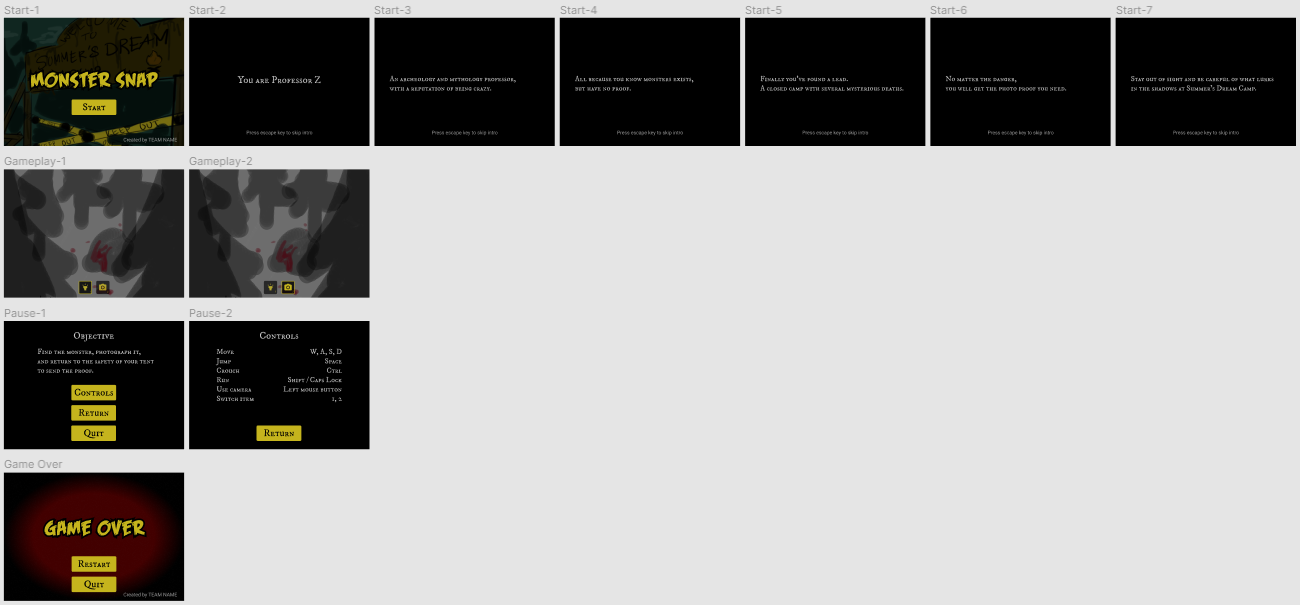 Start-1
Start-2
Start-3
Start-4
Start-5
Start-6
Start-7
SUMMER'S DREAM
MONSTER SNAP
Start
KEEP OUT
Created by TEAM NAME
You are Professor Z
Press escape key to skip intro
An archeology and mythology professor,
with a reputation of being crazy.
Press escape key to skip intro
All because you know monsters exists,
but have no proof.
Press escape key to skip intro
Finally you've found a lead.
A closed camp with several mysterious deaths.
Press escape key to skip intro
No matter the danger,
you will get the photo proof you need.
Press escape key to skip intro
Stay out of sight and be careful of what lurks
in the shadows at Summer's Dream Camp.
Press escape key to skip intro
Gameplay-1
Gameplay-2
Pause-1
Pause-2
Objective
Find the monster, photograph it,
and return to the safety of your tent
to send the proof.
Controls
Return
Quit
Controls
Move W, A, S, D
Jump Space
Crouch Ctrl
Run Shift / Caps Lock
Use camera Left mouse button
Switch item 1, 2
Return
Game Over
GAME OVER
Restart
Quit
Created by TEAM NAME